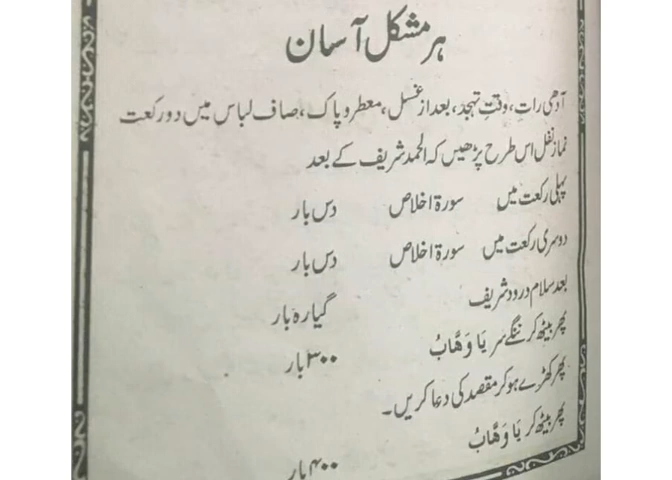 ہر مشکل آسان
آدھی رات، وقتِ تہجد، بعد از غسل، معطر و پاک، صاف لباس میں دو رکعت
نماز نفل اس طرح پڑھیں کہ الحمد شریف کے بعد
پہلی رکعت میں سورۃ اخلاص دس بار
دوسری رکعت میں سورۃ اخلاص دس بار
بعد سلام درود شریف گیارہ بار
پھر بیٹھ کر ننگے سر یَا وَھَّابُ ۳۰۰ بار
پھر کھڑے ہو کر مقصد کی دعا کریں۔
پھر بیٹھ کر یَا وَھَّابُ ۴۰۰ بار